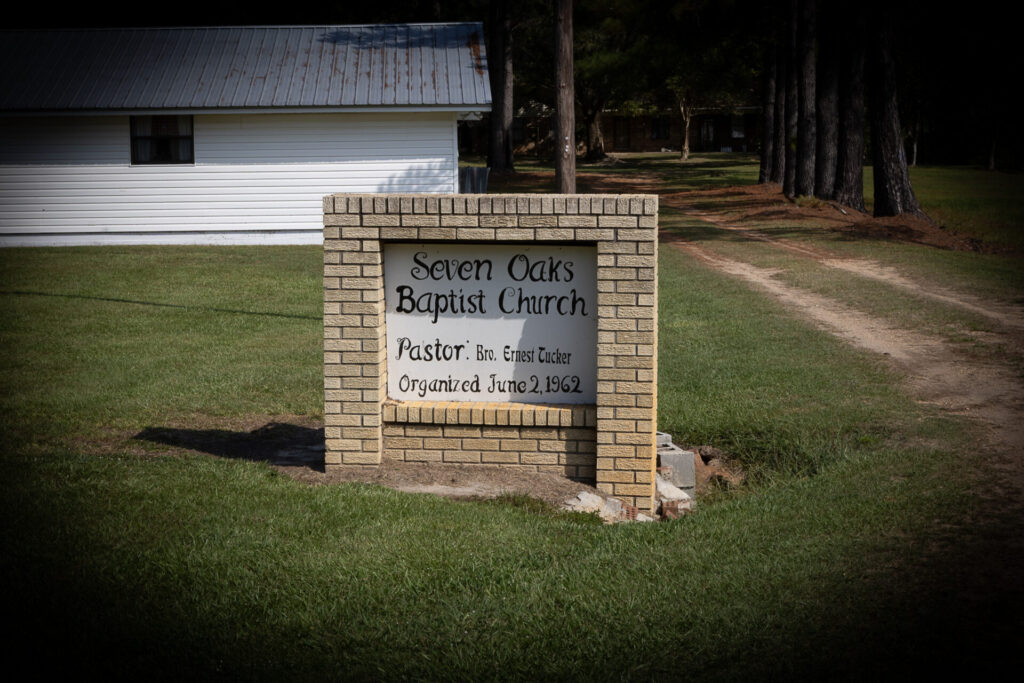 Seven Oaks
Baptist Church
Pastor: Bro. Ernest Tucker
Organized June 2, 1962